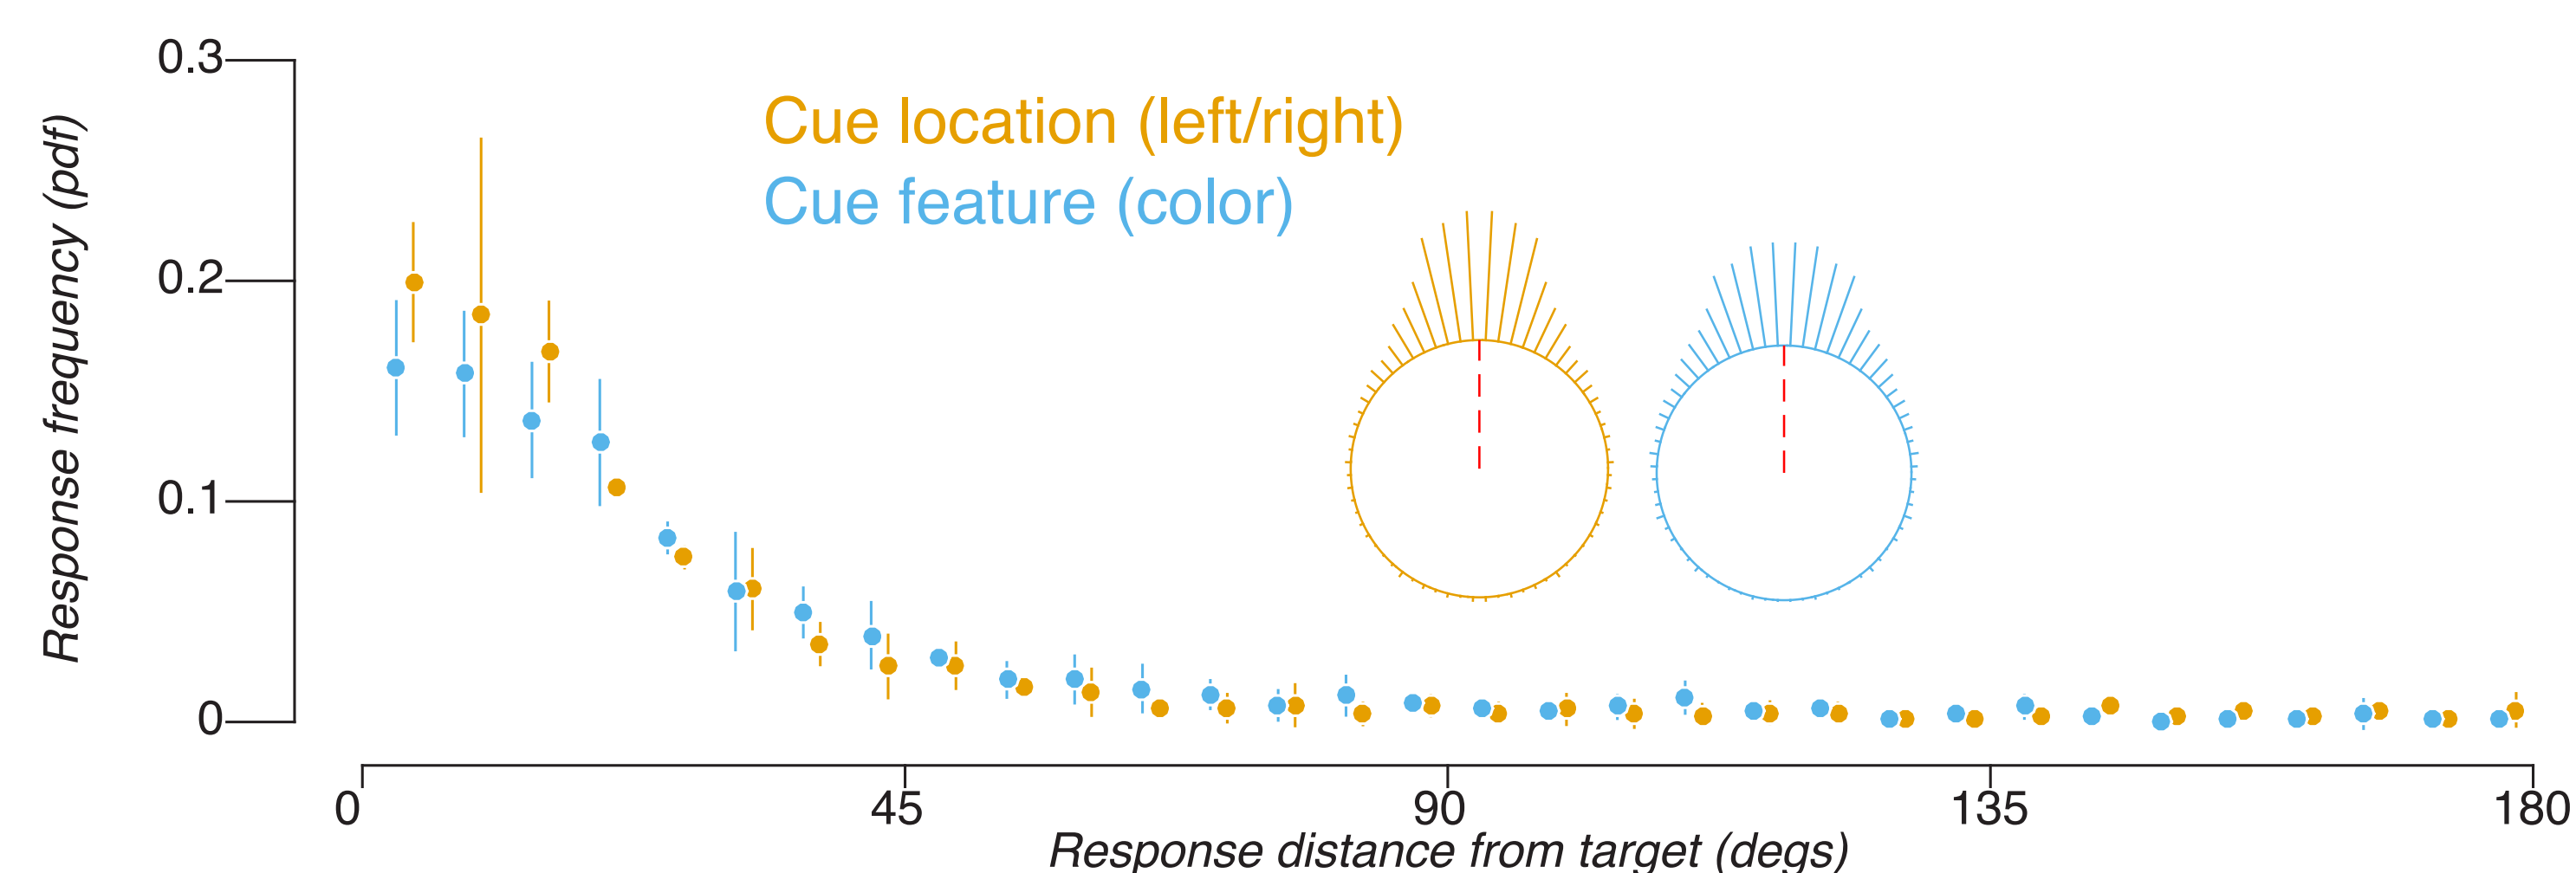 0.3
0.2
0.1
0
Response frequency (pdf)
Cue location (left/right)
Cue feature (color)
0 45 90 135 180
Response distance from target (degs)